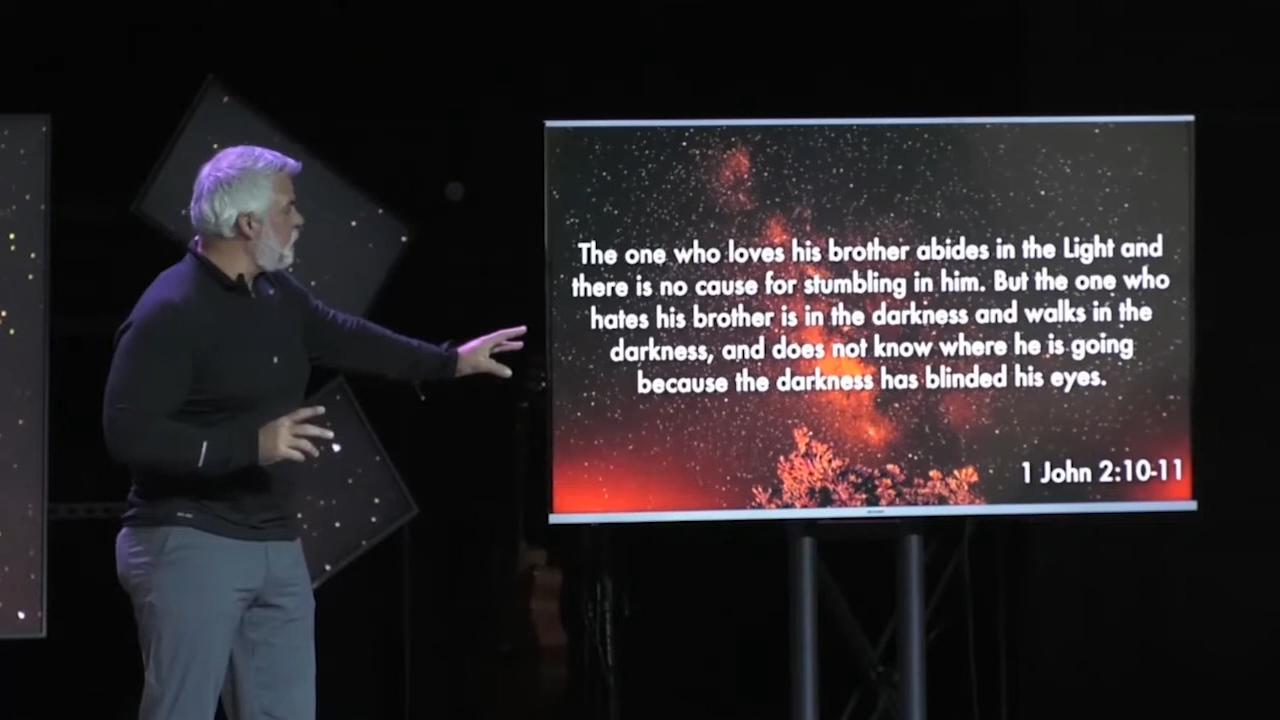 The one who loves his brother abides in the Light and
there is no cause for stumbling in him. But the one who
hates his brother is in the darkness and walks in the
darkness, and does not know where he is going
because the darkness has blinded his eyes.
1 John 2:10-11